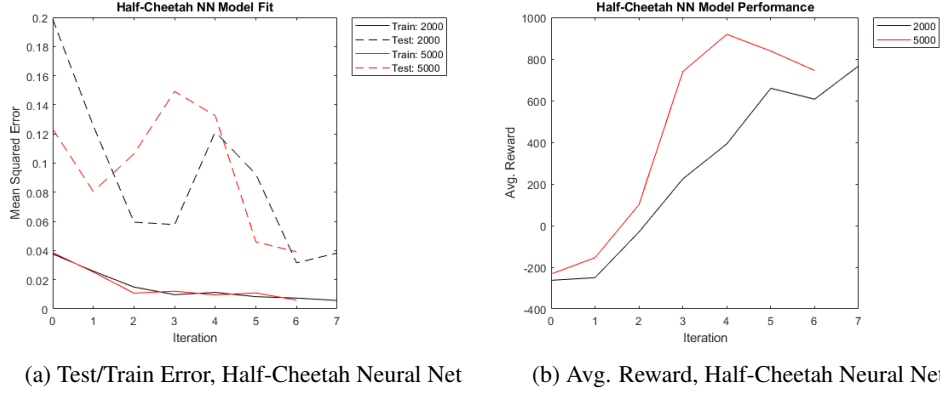 Half-Cheetah NN Model Fit
0.2
0.18
0.16
0.14
0.12
0.1
0.08
0.06
0.04
0.02
0
Mean Squared Error
0 1 2 3 4 5 6 7
Iteration
Train: 2000
Test: 2000
Train: 5000
Test: 5000
(a) Test/Train Error, Half-Cheetah Neural Net
Half-Cheetah NN Model Perfomance
1000
800
600
400
200
0
-200
-400
Avg. Reward
0 1 2 3 4 5 6 7
Iteration
2000
5000
(b) Avg. Reward, Half-Cheetah Neural Net